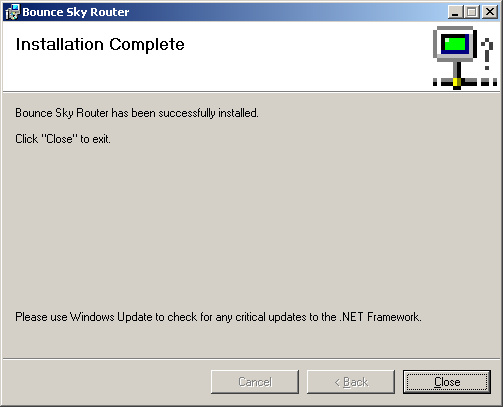 Bounce Sky Router
Installation Complete
Bounce Sky Router has been successfully installed.
Click "Close" to exit.
Please use Windows Update to check for any critical updates to the .NET Framework.
Cancel
< Back
Close